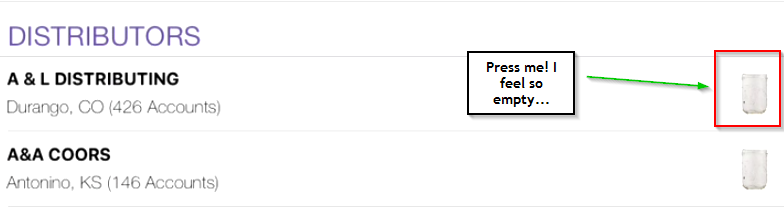 DISTRIBUTORS
A & L DISTRIBUTING
Durango, CO (426 Accounts)
Press me! I
feel so
empty...
A&A COORS
Antonino, KS (146 Accounts)